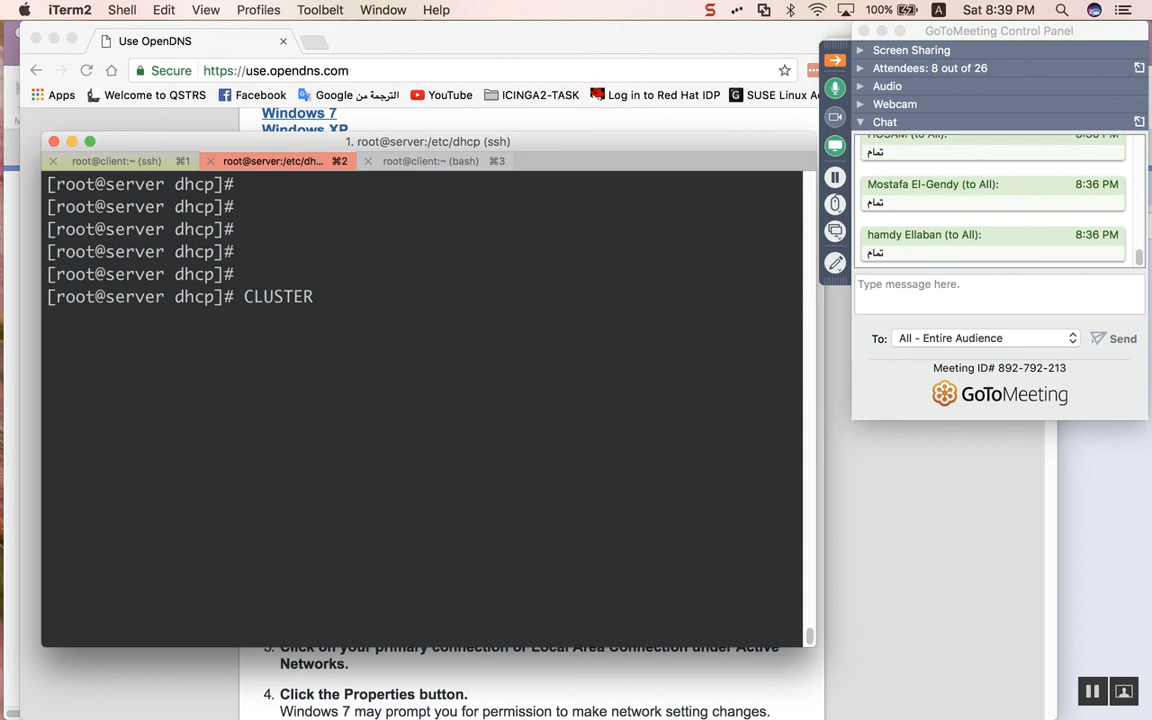 iTerm2 Shell Edit View Profiles Toolbelt Window Help
100% A Sat 8:39 PM
Use OpenDNS
Secure https://use.opendns.com
Apps Welcome to QSTRS Facebook Google الترجمة من YouTube ICINGA2-TASK Log in to Red Hat IDP SUSE Linux
Windows 7
Windows XP
1. root@server:/etc/dhcp (ssh)
root@client:~ (ssh) ⌘1 root@server:/etc/dh... ⌘2 root@client:~ (bash) ⌘3
[root@server dhcp]#
[root@server dhcp]#
[root@server dhcp]#
[root@server dhcp]#
[root@server dhcp]#
[root@server dhcp]# CLUSTER
Click on your primary connection or Local Area Connection under Active
Networks.
4. Click the Properties button.
Windows 7 may prompt you for permission to make network setting changes.
GoToMeeting Control Panel
Screen Sharing
Attendees: 8 out of 26
Audio
Webcam
Chat
HOSAM (to All):
تمام
Mostafa El-Gendy (to All): 8:36 PM
تمام
hamdy Ellaban (to All): 8:36 PM
تمام
Type message here.
To: All - Entire Audience Send
Meeting ID# 892-792-213
GoToMeeting